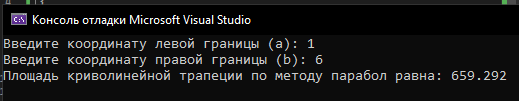 Консоль отладки Microsoft Visual Studio
Введите координату левой границы (a): 1
Введите координату правой границы (b): 6
Площадь криволинейной трапеции по методу парабол равна: 659.292